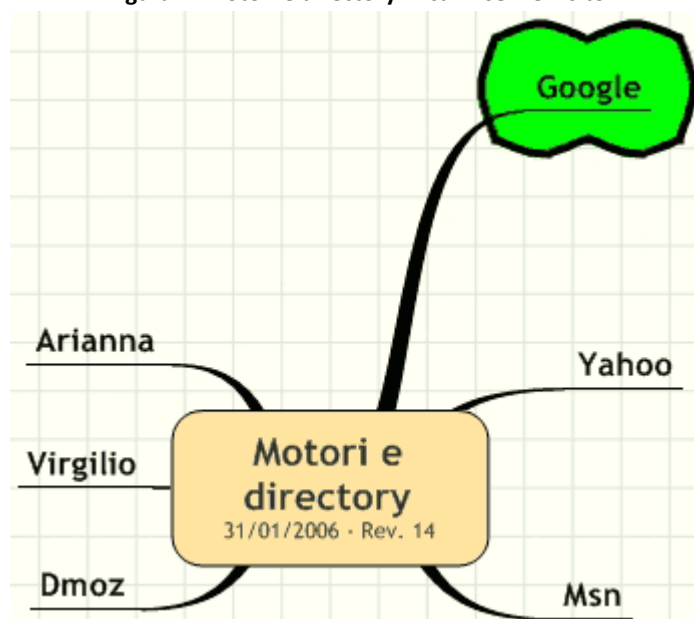 Google
Arianna
Yahoo
Virgilio
Motori e
directory
31/01/2006 - Rev. 14
Dmoz
Msn